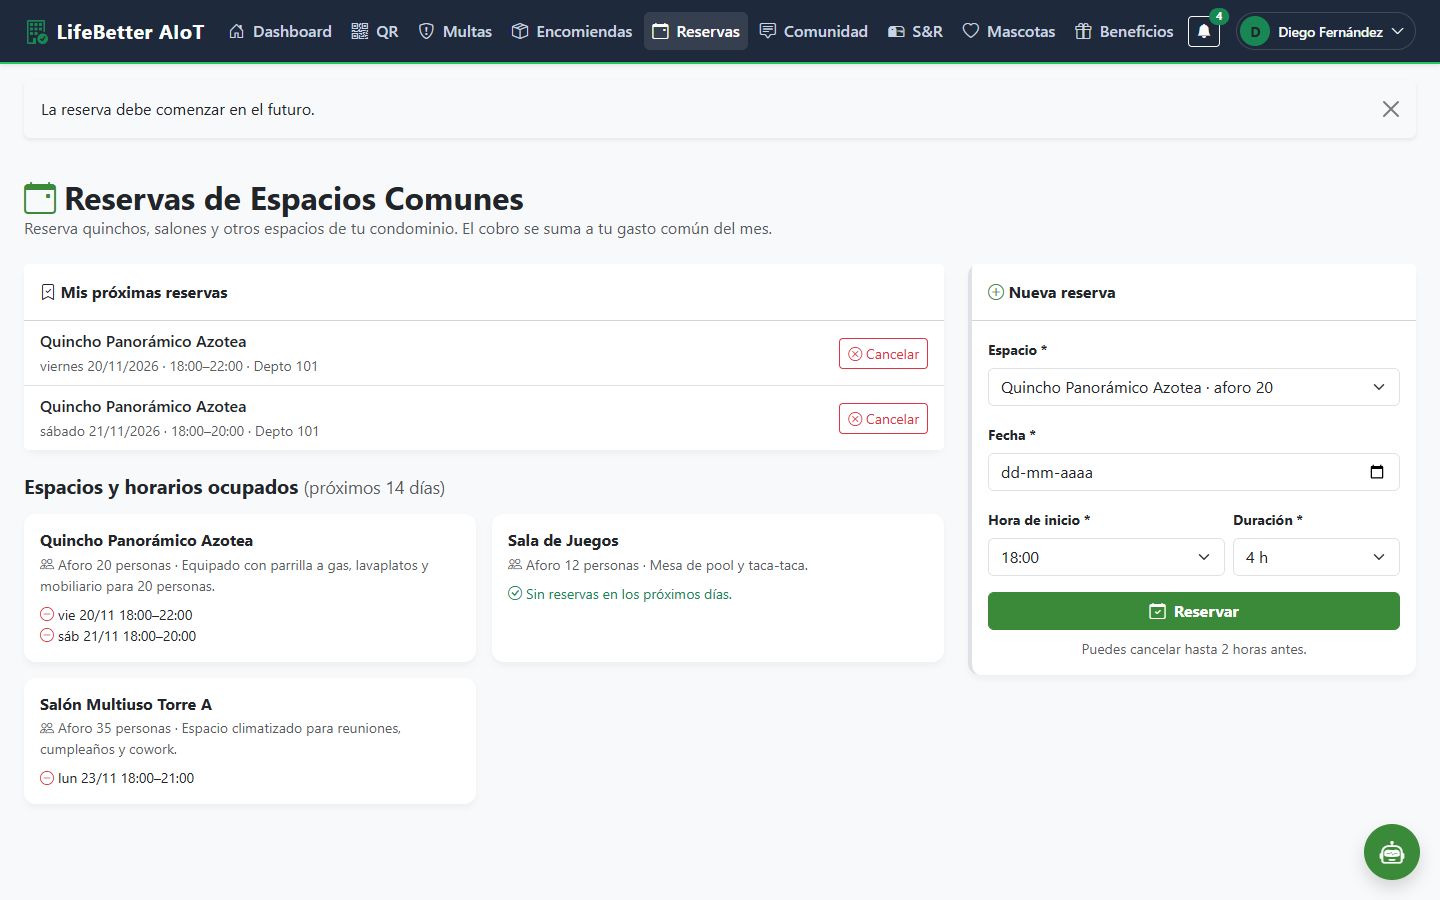 LifeBetter AIoT
Dashboard
QR
Multas
Encomiendas
Reservas
Comunidad
S&R
Mascotas
Beneficios
4
D
Diego Fernández
La reserva debe comenzar en el futuro.
Reservas de Espacios Comunes
Reserva quinchos, salones y otros espacios de tu condominio. El cobro se suma a tu gasto común del mes.
Mis próximas reservas
Quincho Panorámico Azotea
viernes 20/11/2026 · 18:00–22:00 · Depto 101
Cancelar
Quincho Panorámico Azotea
sábado 21/11/2026 · 18:00–20:00 · Depto 101
Cancelar
Espacios y horarios ocupados (próximos 14 días)
Quincho Panorámico Azotea
Aforo 20 personas · Equipado con parrilla a gas, lavaplatos y
mobiliario para 20 personas.
vie 20/11 18:00–22:00
sáb 21/11 18:00–20:00
Sala de Juegos
Aforo 12 personas · Mesa de pool y taca-taca.
Sin reservas en los próximos días.
Salón Multiuso Torre A
Aforo 35 personas · Espacio climatizado para reuniones,
cumpleaños y cowork.
lun 23/11 18:00–21:00
Nueva reserva
Espacio *
Quincho Panorámico Azotea · aforo 20
Fecha *
dd-mm-aaaa
Hora de inicio *
Duración *
18:00
4 h
Reservar
Puedes cancelar hasta 2 horas antes.